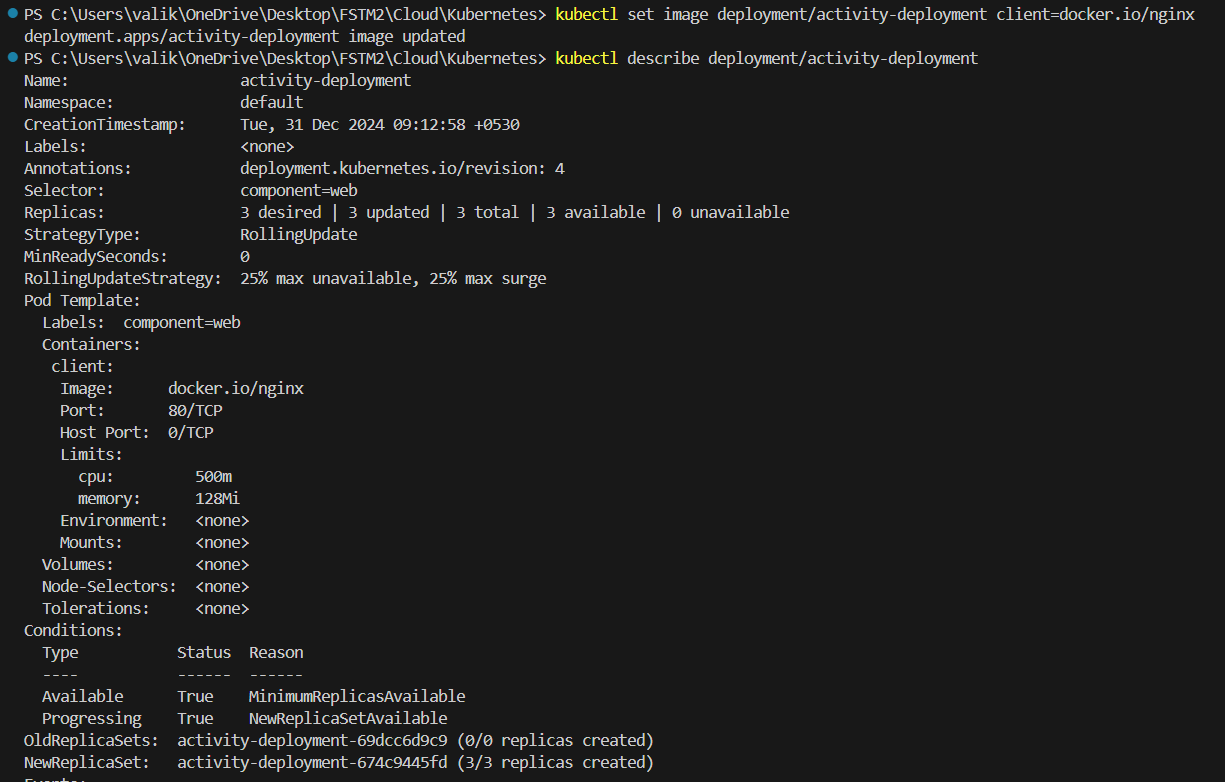 PS C:\Users\valik\OneDrive\Desktop\FSTM2\Cloud\Kubernetes> kubectl set image deployment/activity-deployment client=docker.io/nginx
deployment.apps/activity-deployment image updated
PS C:\Users\valik\OneDrive\Desktop\FSTM2\Cloud\Kubernetes> kubectl describe deployment/activity-deployment
Name:                   activity-deployment
Namespace:              default
CreationTimestamp:      Tue, 31 Dec 2024 09:12:58 +0530
Labels:                 <none>
Annotations:            deployment.kubernetes.io/revision: 4
Selector:               component=web
Replicas:               3 desired | 3 updated | 3 total | 3 available | 0 unavailable
StrategyType:           RollingUpdate
MinReadySeconds:        0
RollingUpdateStrategy:  25% max unavailable, 25% max surge
Pod Template:
  Labels:  component=web
  Containers:
   client:
    Image:      docker.io/nginx
    Port:       80/TCP
    Host Port:  0/TCP
    Limits:
      cpu:         500m
      memory:      128Mi
    Environment:   <none>
    Mounts:        <none>
  Volumes:         <none>
  Node-Selectors:  <none>
  Tolerations:     <none>
Conditions:
  Type           Status  Reason
  ----           ------  ------
  Available      True    MinimumReplicasAvailable
  Progressing    True    NewReplicaSetAvailable
OldReplicaSets:  activity-deployment-69dcc6d9c9 (0/0 replicas created)
NewReplicaSet:   activity-deployment-674c9445fd (3/3 replicas created)
Events: